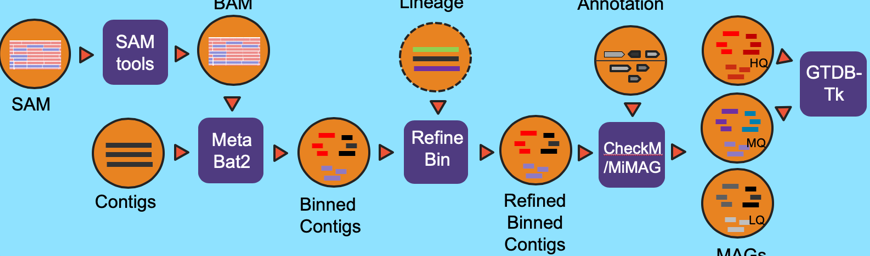 BAM
Lineage
Annotation
SAM
tools
HQ
GTDB-
Tk
SAM
Meta
Bat2
Refine
Bin
CheckM
/MiMAG
MQ
Contigs
Binned
Contigs
Refined
Binned
Contigs
LQ
MAGs